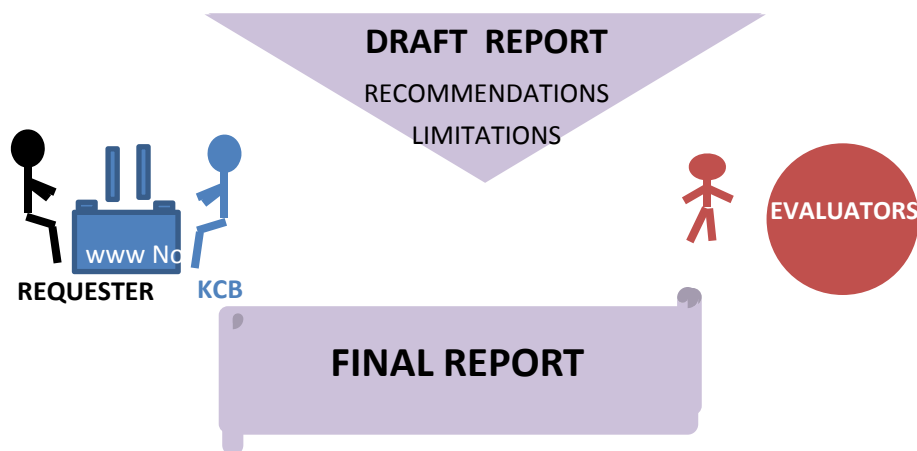 DRAFT REPORT
RECOMMENDATIONS
LIMITATIONS
EVALUATORS
www No
REQUESTER
KCB
FINAL REPORT